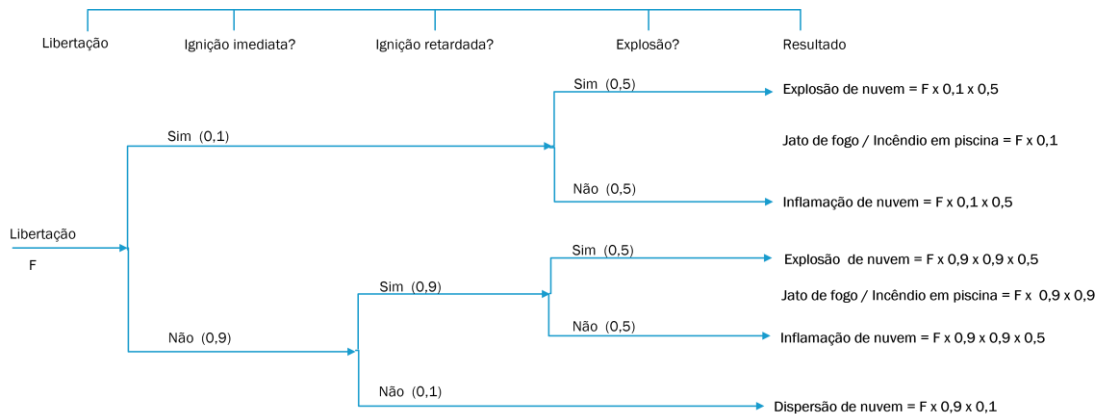 Libertação
Ignição imediata?
Ignição retardada?
Explosão?
Resultado
Sim (0,5)
Explosão de nuvem = F x 0,1 x 0,5
Sim (0,1)
Jato de fogo / Incêndio em piscina = F x 0,1
Não (0,5)
Inflamação de nuvem = F x 0,1 x 0,5
Libertação
F
Sim (0,5)
Explosão de nuvem = F x 0,9 x 0,9 x 0,5
Sim (0,9)
Jato de fogo / Incêndio em piscina = F x 0,9 x 0,9
Não (0,9)
Não (0,5)
Inflamação de nuvem = F x 0,9 x 0,9 x 0,5
Não (0,1)
Dispersão de nuvem = F x 0,9 x 0,1